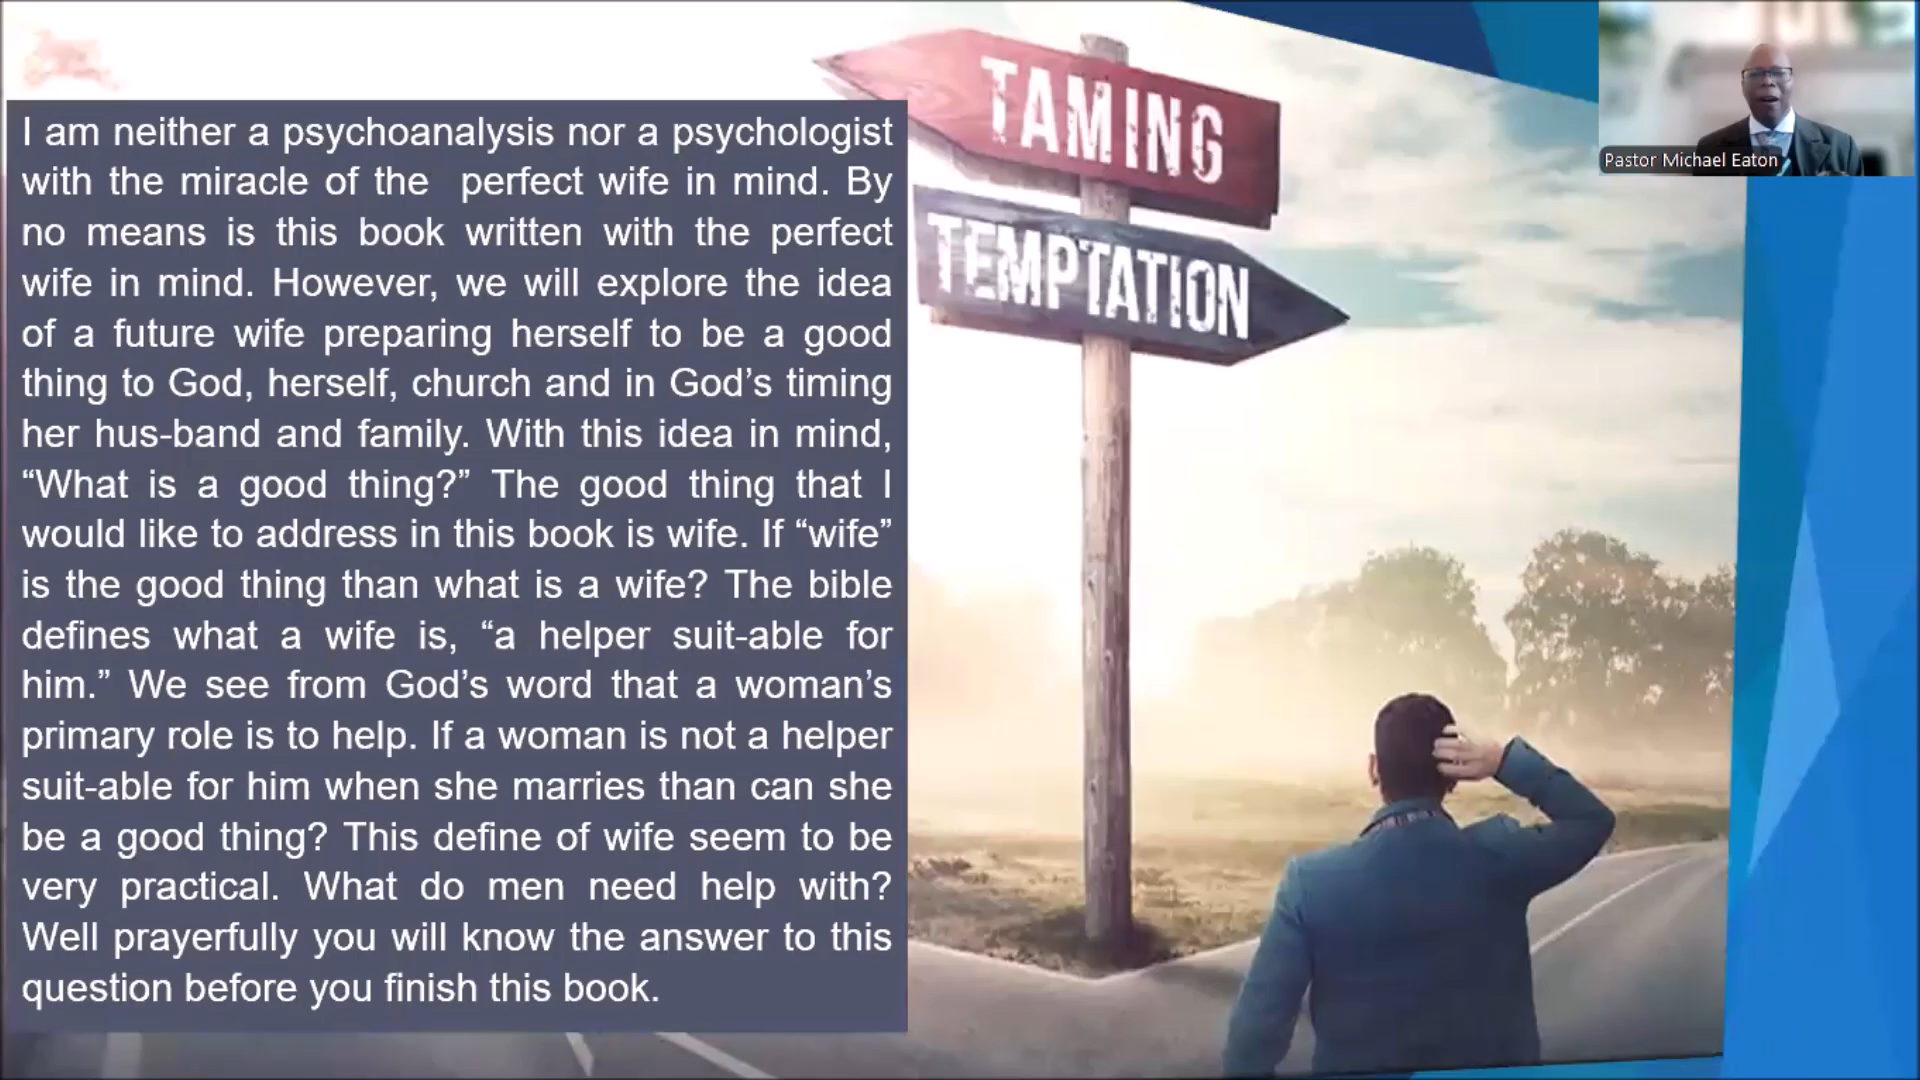 I am neither a psychoanalysis nor a psychologist
with the miracle of the perfect wife in mind. By
no means is this book written with the perfect
wife in mind. However, we will explore the idea
of a future wife preparing herself to be a good
thing to God, herself, church and in God’s timing
her hus-band and family. With this idea in mind,
“What is a good thing?” The good thing that I
would like to address in this book is wife. If “wife”
is the good thing than what is a wife? The bible
defines what a wife is, “a helper suit-able for
him.” We see from God’s word that a woman’s
primary role is to help. If a woman is not a helper
suit-able for him when she marries than can she
be a good thing? This define of wife seem to be
very practical. What do men need help with?
Well prayerfully you will know the answer to this
question before you finish this book.
TAMING
TEMPTATION
Pastor Michael Eaton